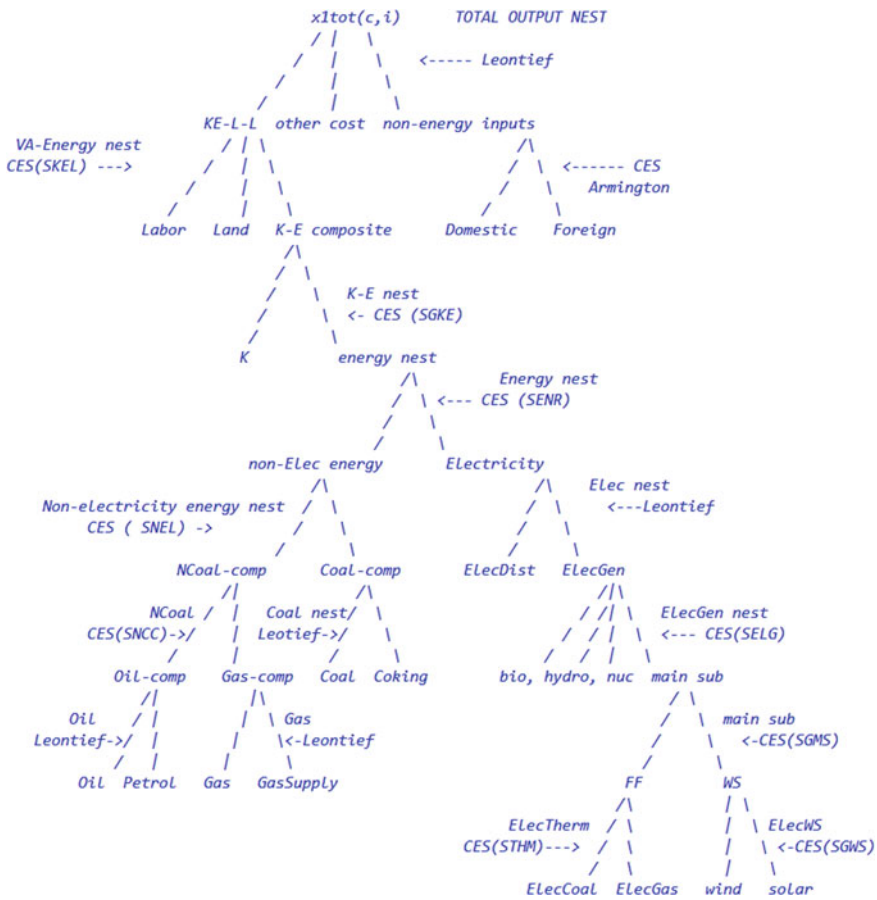 x1tot(c,i) TOTAL OUTPUT NEST
<----- Leontief
KE-L-L other cost non-energy inputs
VA-Energy nest
CES(SKEL) --->
<------ CES
Armington
Labor Land K-E composite Domestic Foreign
K-E nest
<- CES (SGKE)
K energy nest
Energy nest
<--- CES (SENR)
non-Elec energy Electricity
Elec nest
Non-electricity energy nest <---Leontief
CES ( SNEL) ->
NCoal-comp Coal-comp ElecDist ElecGen
NCoal Coal nest ElecGen nest
CES(SNCC)-> Leotief-> <--- CES(SELG)
Oil-comp Gas-comp Coal Coking bio, hydro, nuc main sub
Oil Gas main sub
Leontief-> <-Leontief <-CES(SGMS)
Oil Petrol Gas GasSupply FF WS
ElecTherm ElecWS
CES(STHM)---> <-CES(SGWS)
ElecCoal ElecGas wind solar